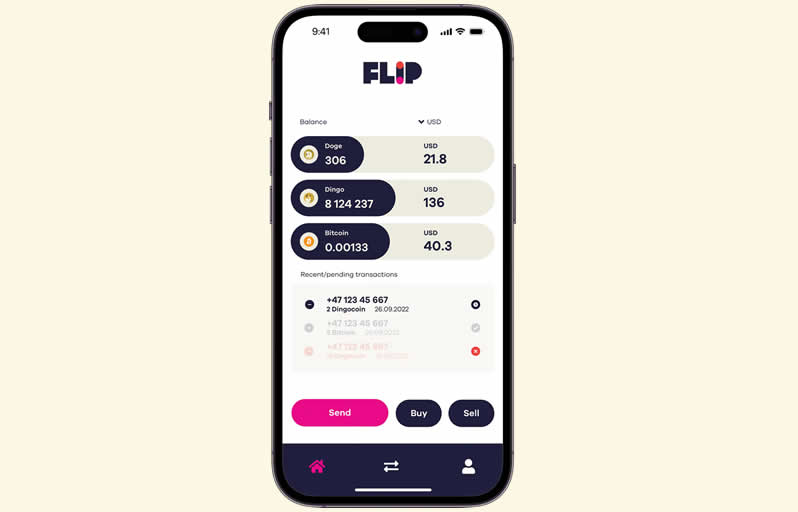 9:41
FLIP
Balance
USD
Doge
306
USD
21.8
Dingo
8 124 237
USD
136
Bitcoin
0.00133
USD
40.3
Recent/pending transactions
+47 123 45 667
2 Dingocoin 26.09.2022
+47 123 45 667
5 Bitcoin 26.09.2022
+47 123 45 667
Dingocoin
Send
Buy
Sell